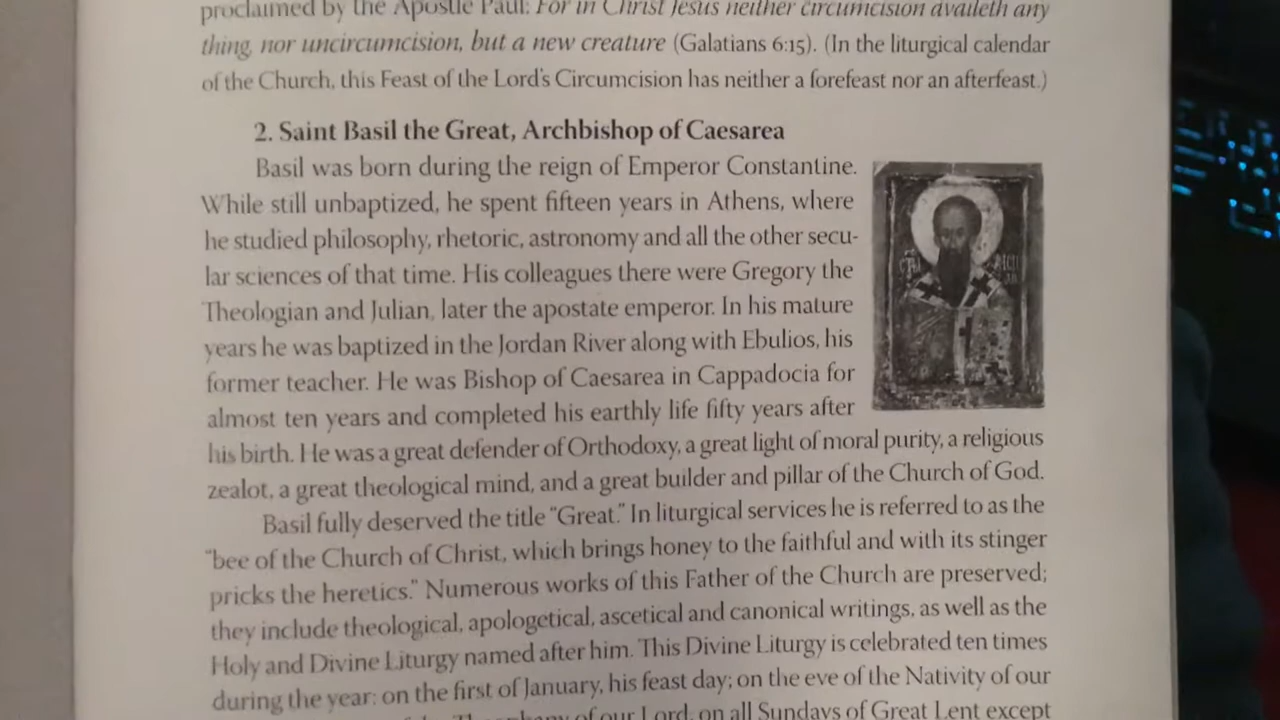 proclaimed by the Apostle Paul: For in Christ Jesus neither circumcision availeth any
thing, nor uncircumcision, but a new creature (Galatians 6:15). (In the liturgical calendar
of the Church, this Feast of the Lord's Circumcision has neither a forefeast nor an afterfeast.)
2. Saint Basil the Great, Archbishop of Caesarea
Basil was born during the reign of Emperor Constantine.
While still unbaptized, he spent fifteen years in Athens, where
he studied philosophy, rhetoric, astronomy and all the other secu-
lar sciences of that time. His colleagues there were Gregory the
Theologian and Julian, later the apostate emperor. In his mature
years he was baptized in the Jordan River along with Ebulios, his
former teacher. He was Bishop of Caesarea in Cappadocia for
almost ten years and completed his earthly life fifty years after
his birth. He was a great defender of Orthodoxy, a great light of moral purity, a religious
zealot, a great theological mind, and a great builder and pillar of the Church of God.
Basil fully deserved the title "Great." In liturgical services he is referred to as the
"bee of the Church of Christ, which brings honey to the faithful and with its stinger
pricks the heretics." Numerous works of this Father of the Church are preserved;
they include theological, apologetical, ascetical and canonical writings, as well as the
Holy and Divine Liturgy named after him. This Divine Liturgy is celebrated ten times
during the year: on the first of January, his feast day; on the eve of the Nativity of our
of our Lord; on all Sundays of Great Lent except